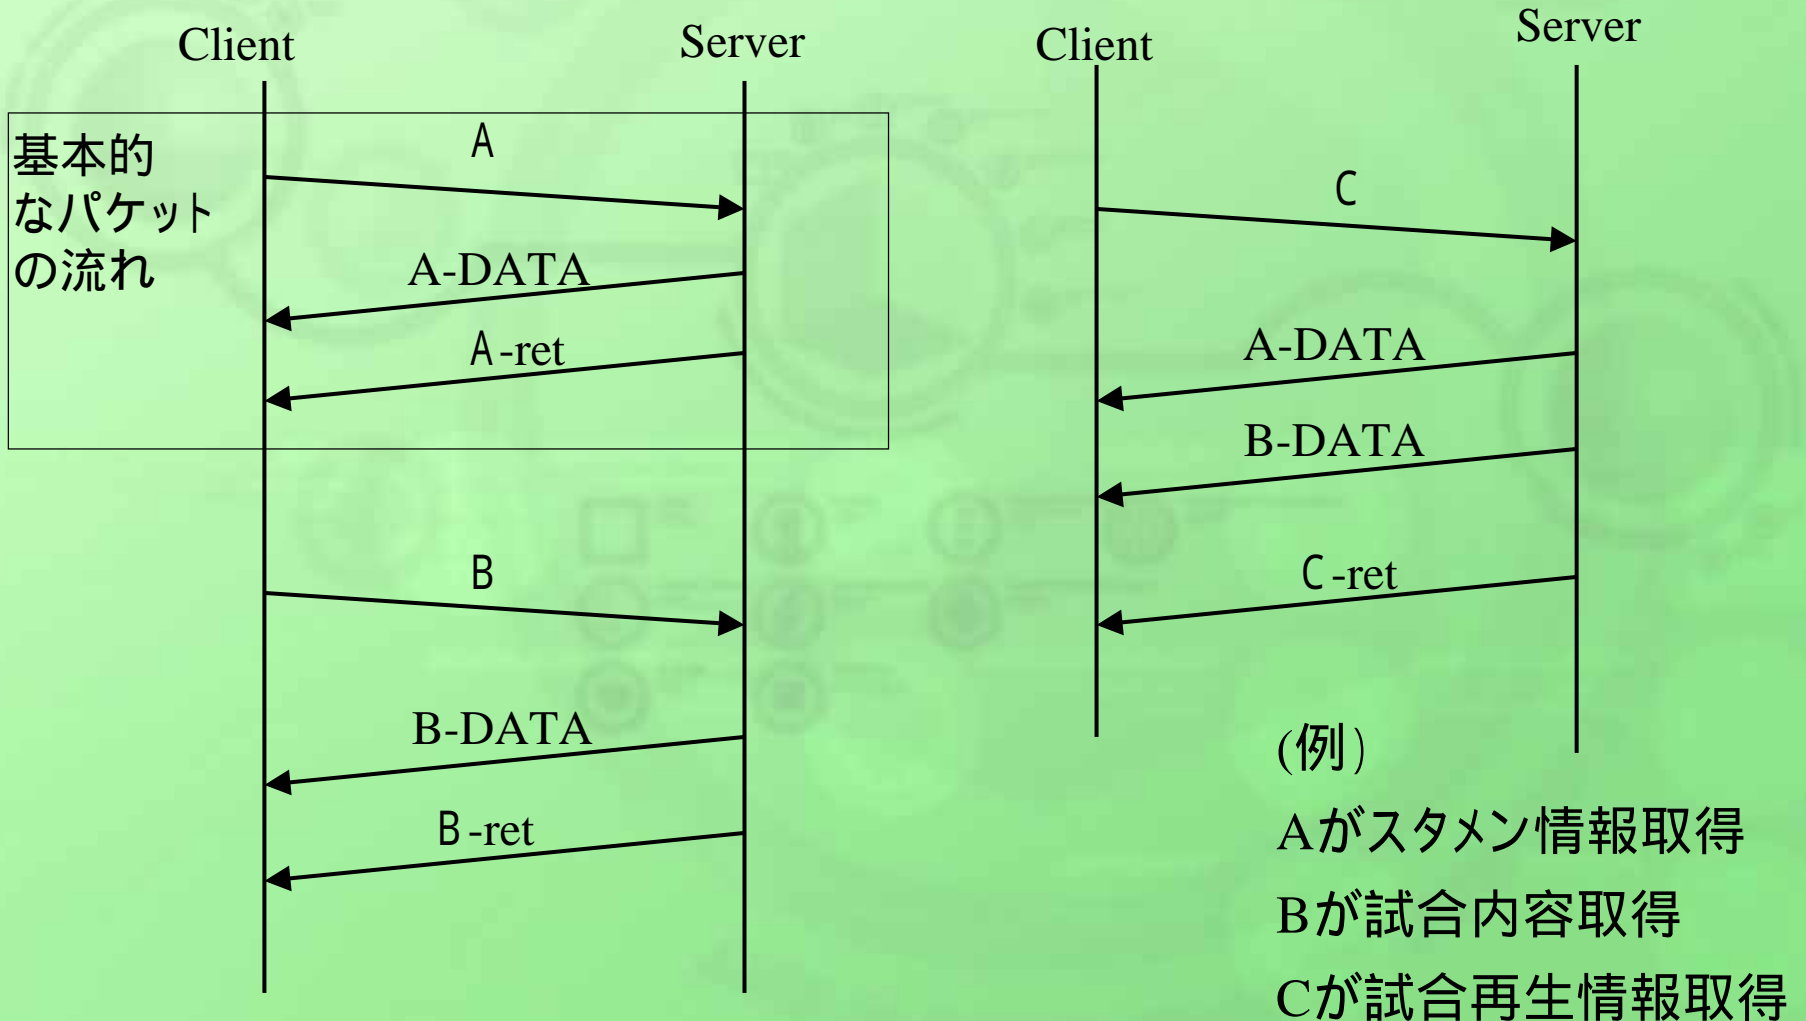 Client
Server
基本的
なパケット
の流れ
A
A-DATA
A-ret
B
B-DATA
B-ret
Client
Server
C
A-DATA
B-DATA
C-ret
(例)
Aがスタメン情報取得
Bが試合内容取得
Cが試合再生情報取得